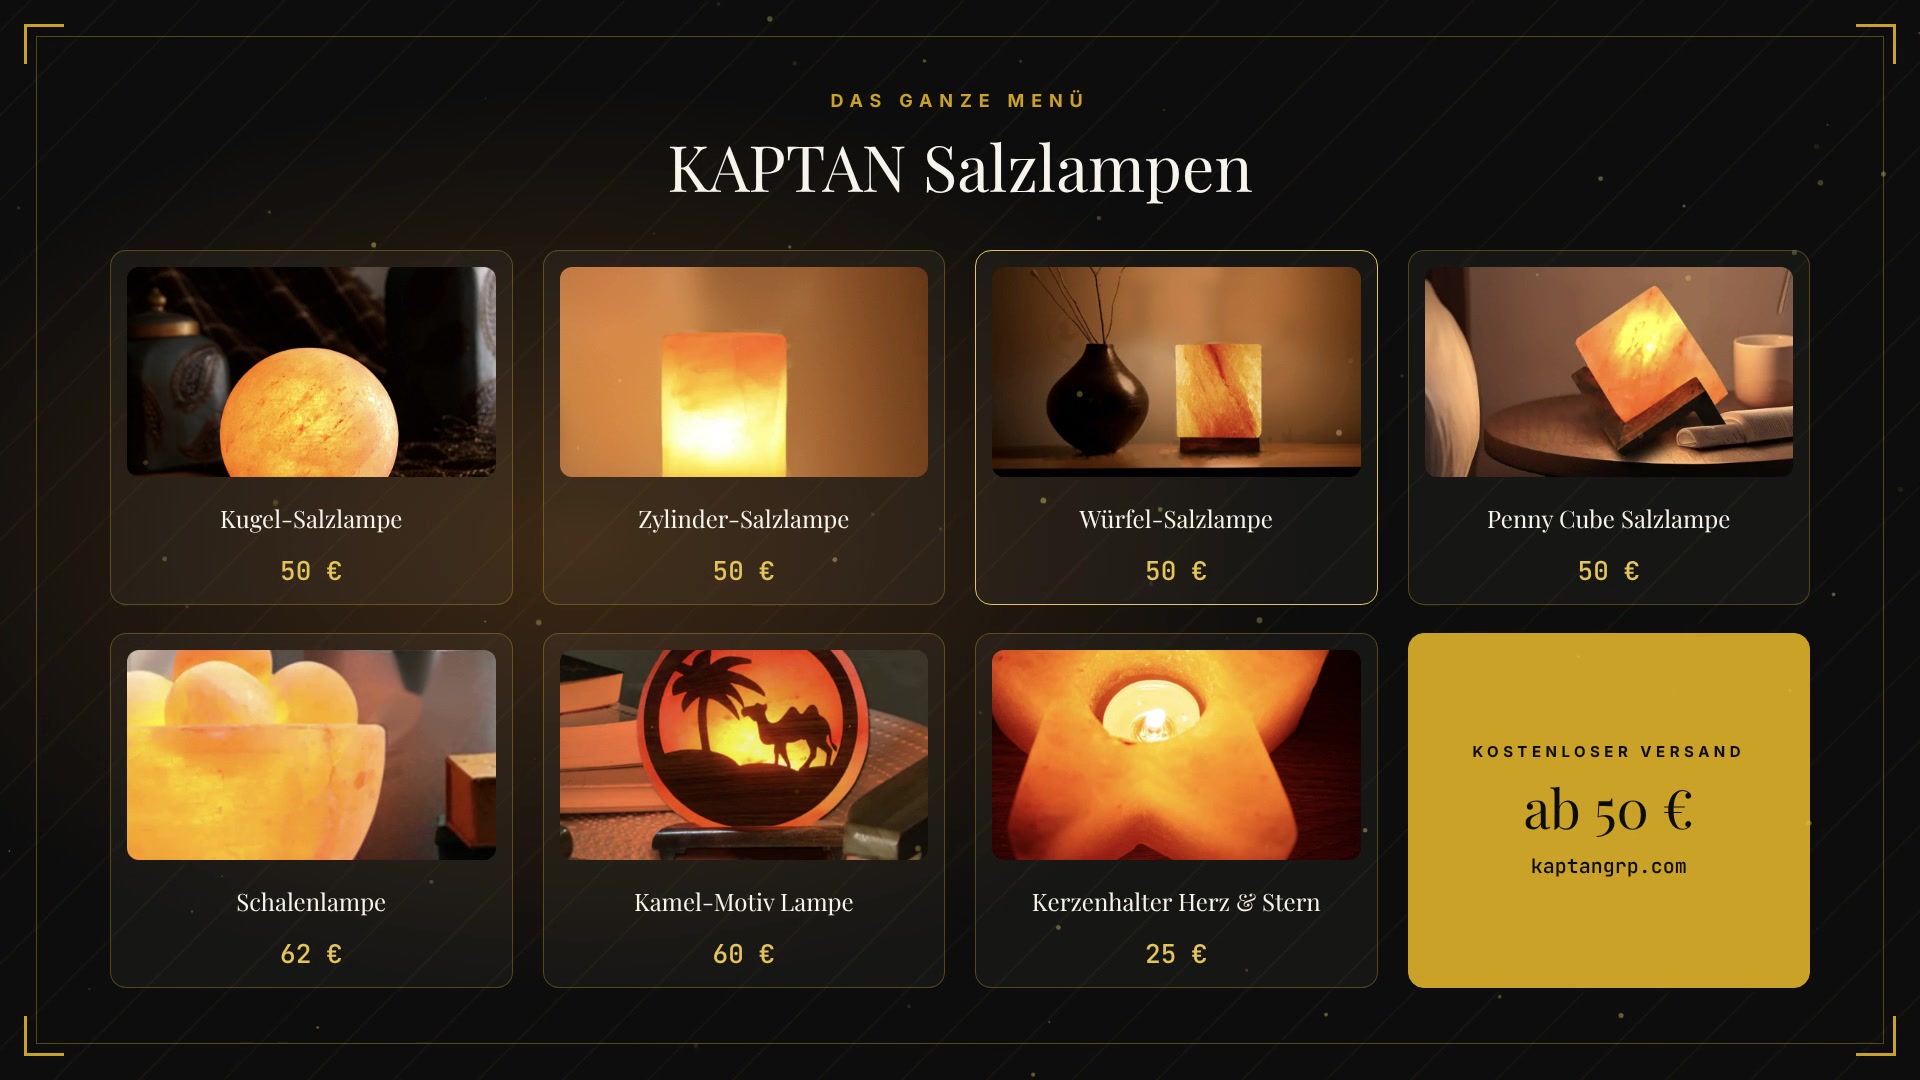 DAS GANZE MENÜ
KAPTAN Salzlampen
Kugel-Salzlampe
50 €
Zylinder-Salzlampe
50 €
Würfel-Salzlampe
50 €
Penny Cube Salzlampe
50 €
Schalenlampe
62 €
Kamel-Motiv Lampe
60 €
Kerzenhalter Herz & Stern
25 €
KOSTENLOSER VERSAND
ab 50 €
kaptangrp.com